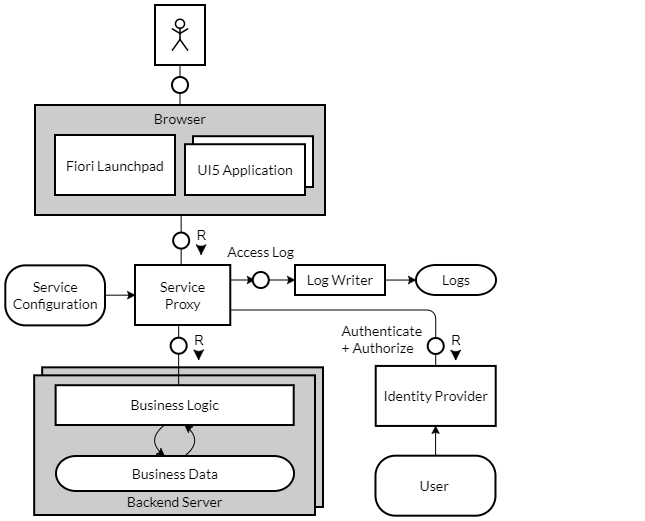 Browser
Fiori Launchpad
UI5 Application
R
Access Log
Service
Configuration
Service
Proxy
Log Writer
Logs
R
Authenticate
+ Authorize
R
Business Logic
Identity Provider
Business Data
Backend Server
User